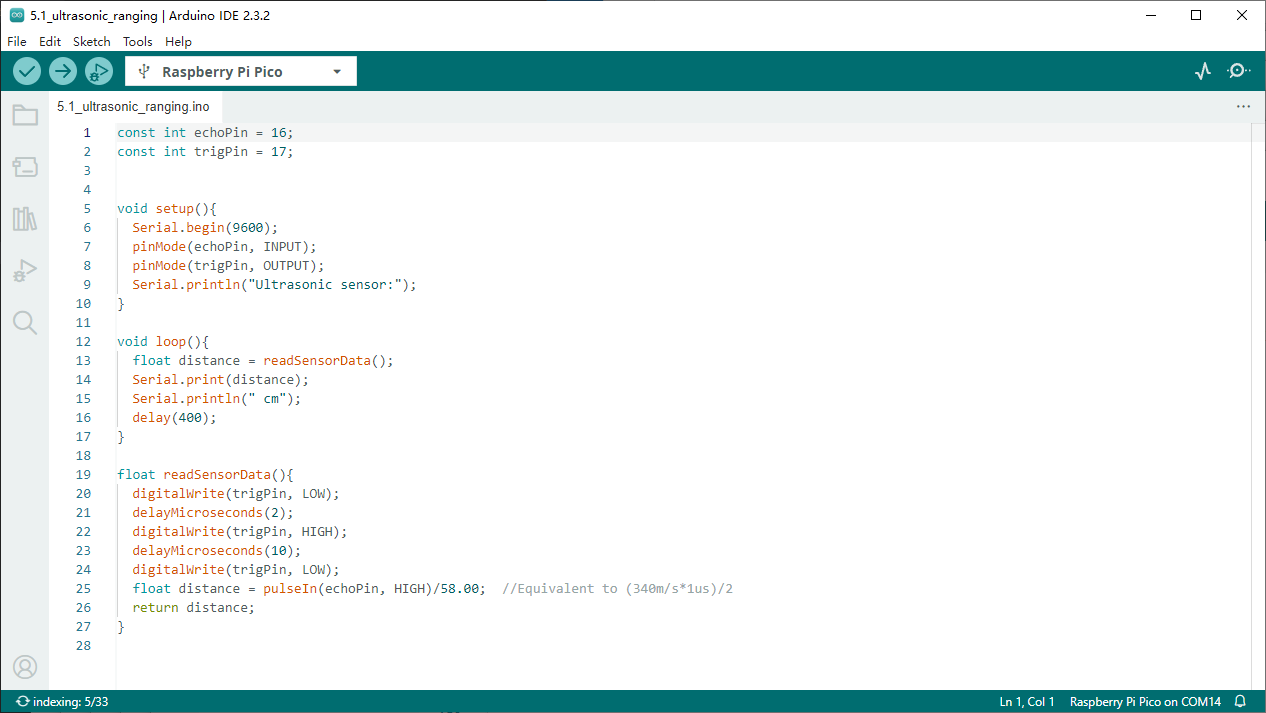 5.1_ultrasonic_ranging | Arduino IDE 2.3.2
File Edit Sketch Tools Help
Raspberry Pi Pico
5.1_ultrasonic_ranging.ino
1 const int echoPin = 16;
2 const int trigPin = 17;
3
4
5 void setup(){
6   Serial.begin(9600);
7   pinMode(echoPin, INPUT);
8   pinMode(trigPin, OUTPUT);
9   Serial.println("Ultrasonic sensor:");
10 }
11
12 void loop(){
13   float distance = readSensorData();
14   Serial.print(distance);
15   Serial.println(" cm");
16   delay(400);
17 }
18
19 float readSensorData(){
20   digitalWrite(trigPin, LOW);
21   delayMicroseconds(2);
22   digitalWrite(trigPin, HIGH);
23   delayMicroseconds(10);
24   digitalWrite(trigPin, LOW);
25   float distance = pulseIn(echoPin, HIGH)/58.00;  //Equivalent to (340m/s*1us)/2
26   return distance;
27 }
28
indexing: 5/33 Ln 1, Col 1 Raspberry Pi Pico on COM14